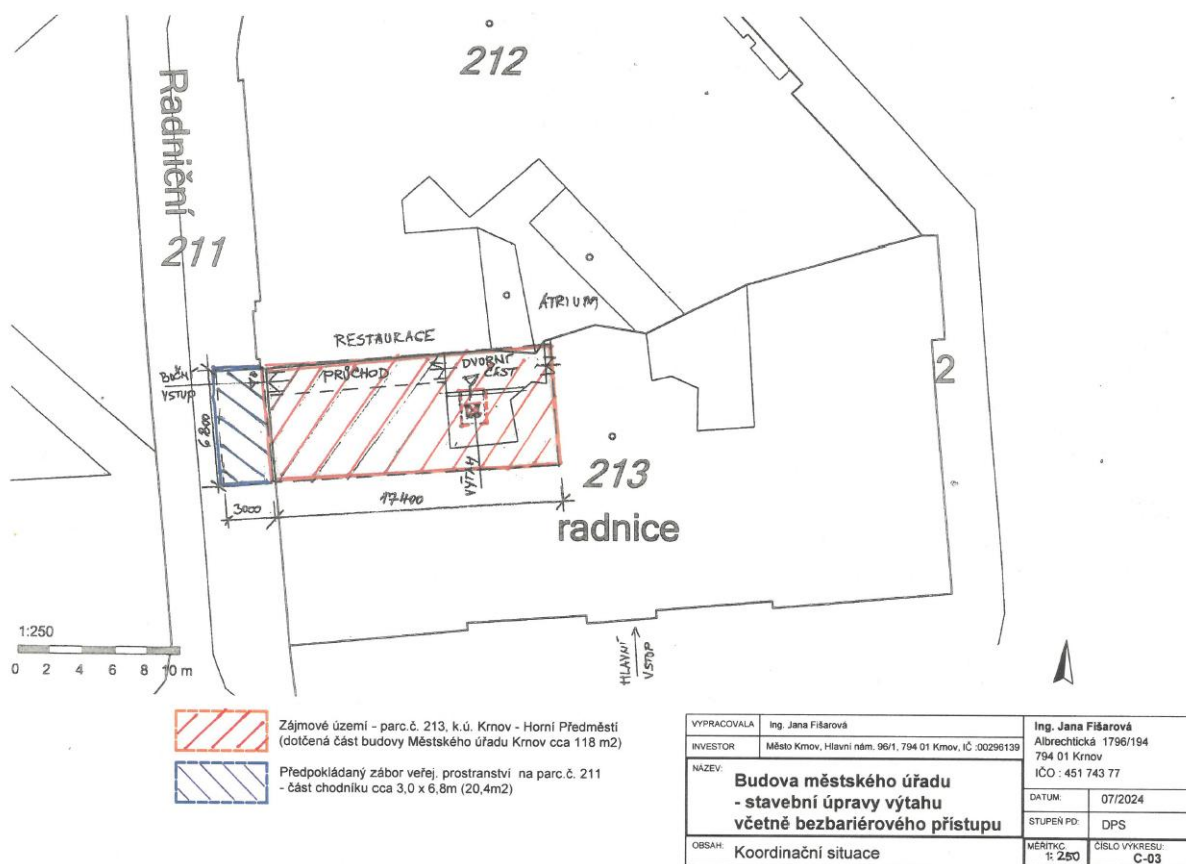 212
Radniční
211
ÁTRIUM
RESTAURACE
PRŮCHOD
DVORNÍ
ČÁST
BOČNÍ
VSTUP
6800
2
3000
17400
VÝTAH
213
radnice
HLAVNÍ
VSTUP
1:250
0 2 4 6 8 10 m
Zájmové území - parc.č. 213, k.ú. Krnov - Horní Předměstí
(dotčená část budovy Městského úřadu Krnov cca 118 m2)
Předpokládaný zábor veřej. prostranství na parc.č. 211
- část chodníku cca 3,0 x 6,8m (20,4m2)
VYPRACOVALA Ing. Jana Fišarová
INVESTOR Město Krnov, Hlavní nám. 96/1, 794 01 Krnov, IČ :00296139
NÁZEV:
Budova městského úřadu
- stavební úpravy výtahu
včetně bezbariérového přístupu
OBSAH: Koordinační situace
Ing. Jana Fišarová
Albrechtická 1796/194
794 01 Krnov
IČO : 451 743 77
DATUM: 07/2024
STUPEŇ PD: DPS
MĚŘÍTKO: 1: 250
ČÍSLO VÝKRESU: C-03